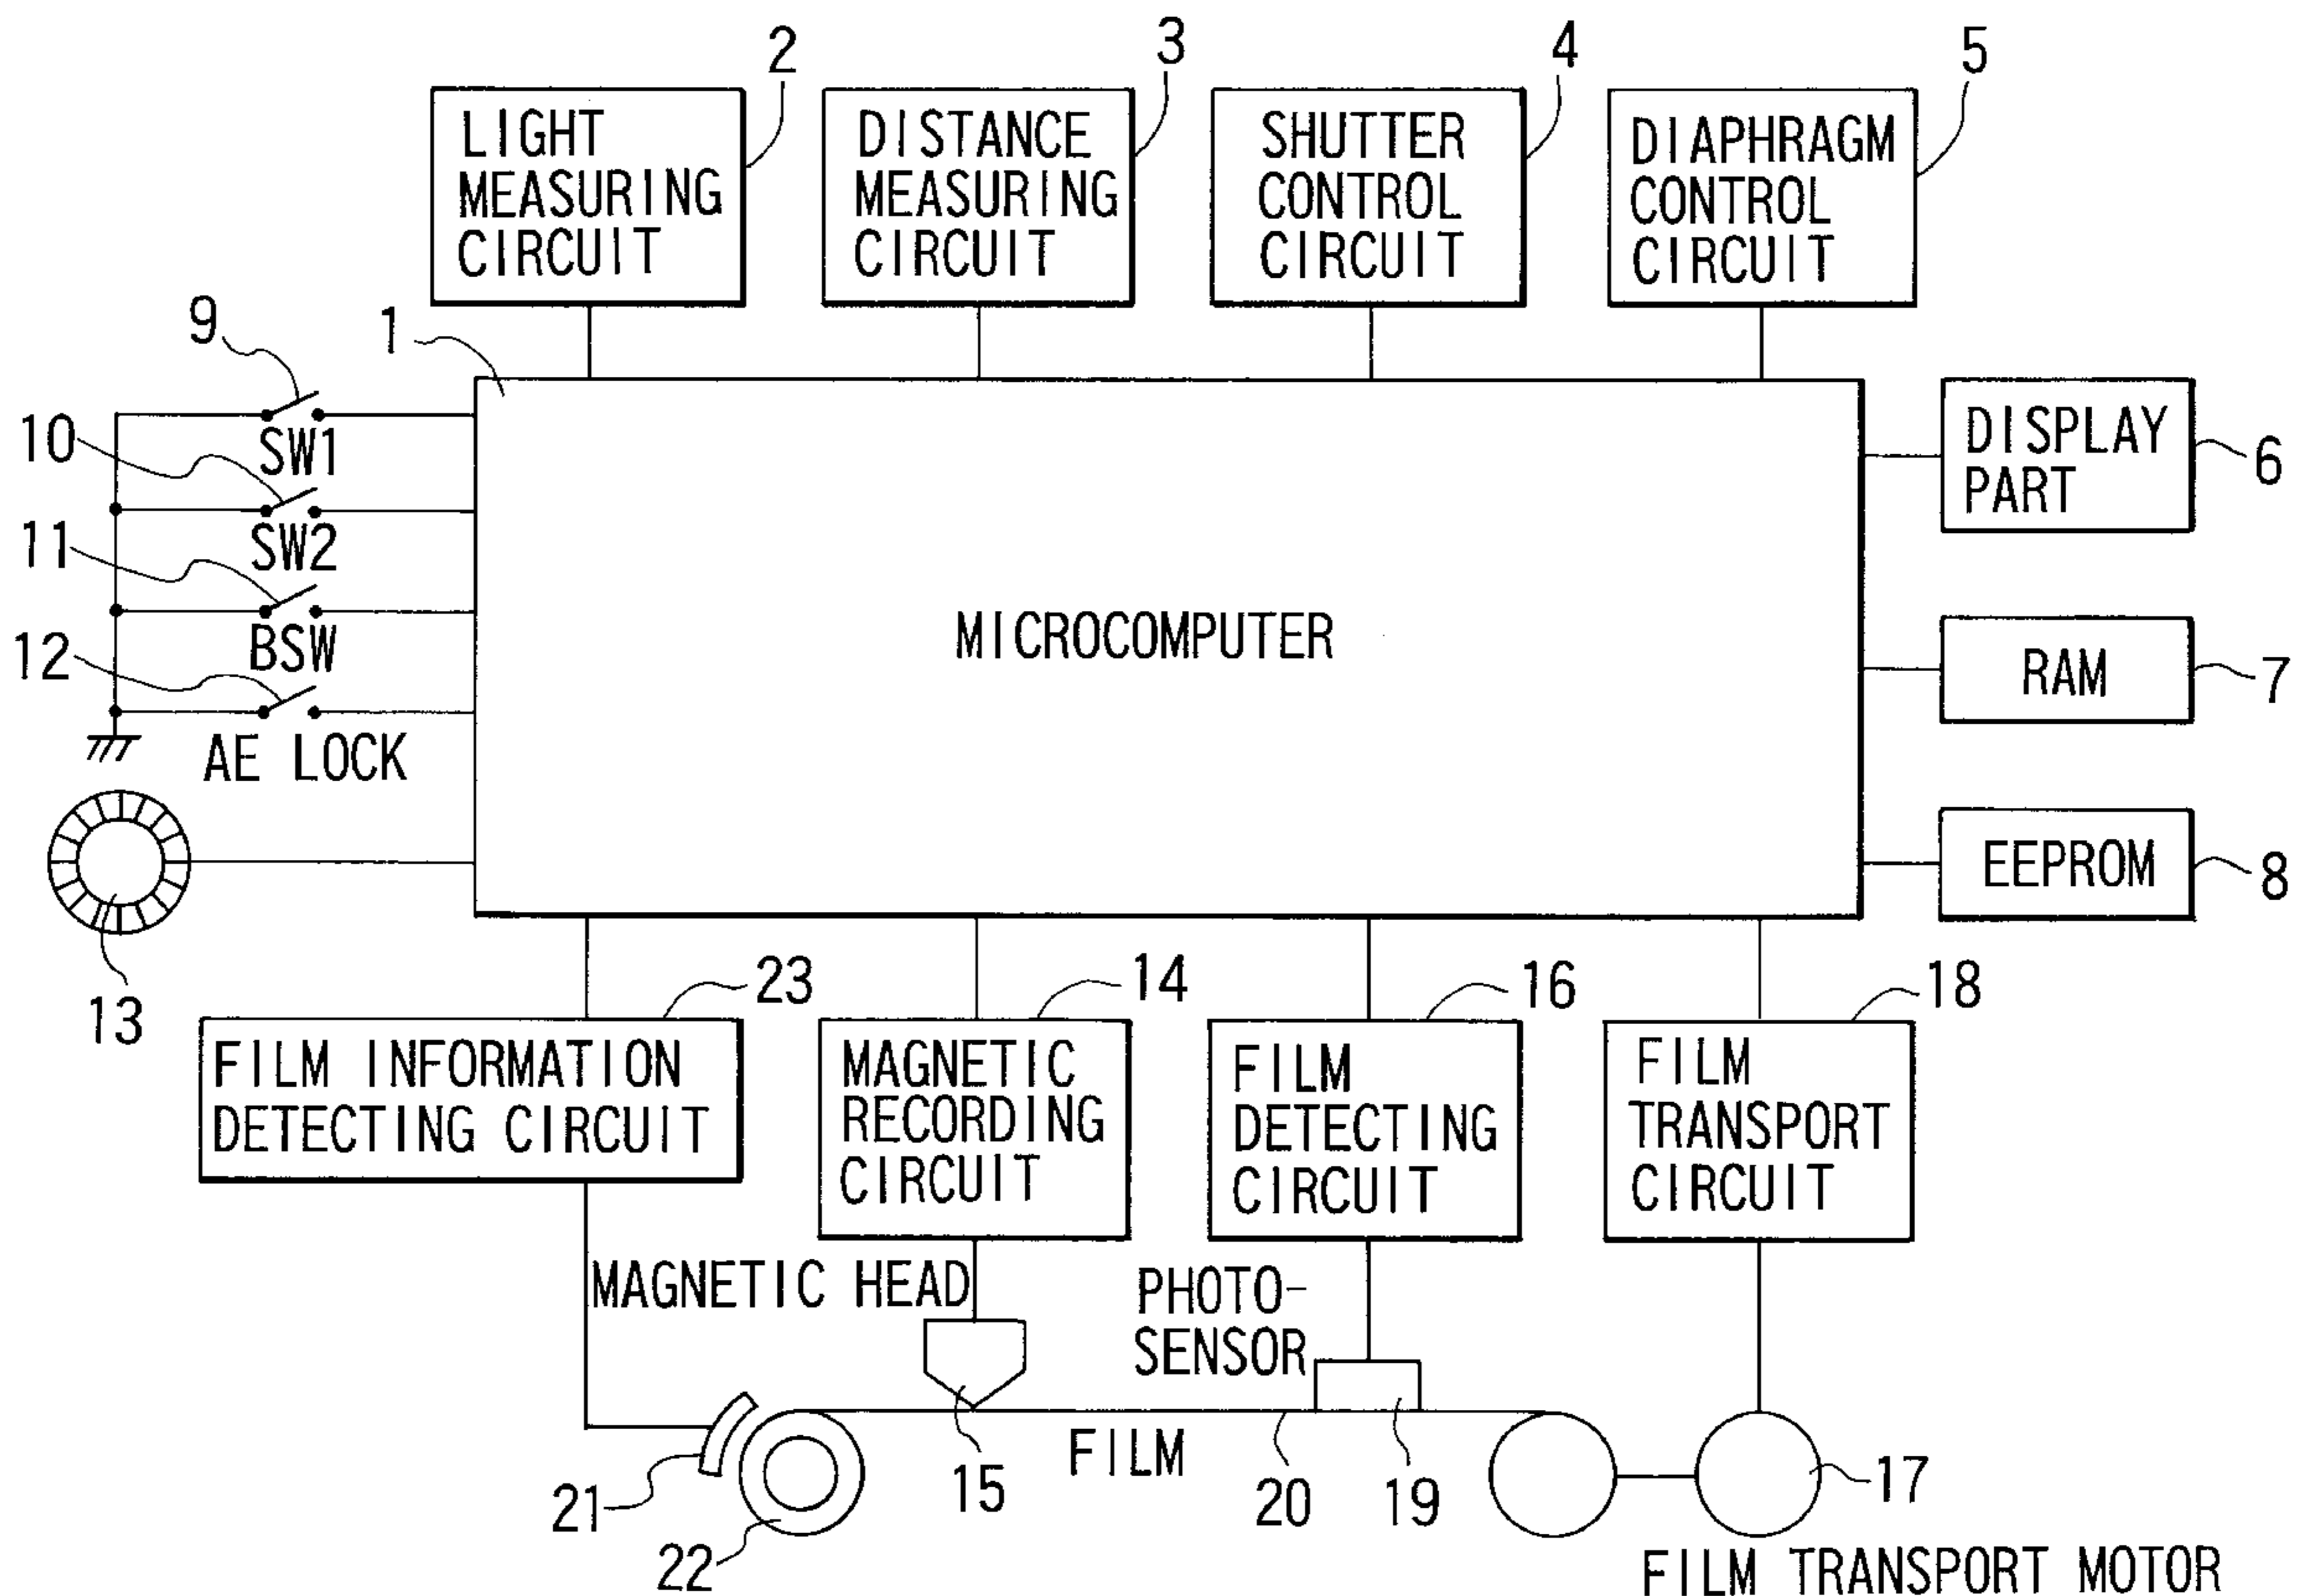 2
3
4
5
LIGHT
MEASURING
CIRCUIT
DISTANCE
MEASURING
CIRCUIT
SHUTTER
CONTROL
CIRCUIT
DIAPHRAGM
CONTROL
CIRCUIT
9
1
10
SW1
11
SW2
12
BSW
AE LOCK
13
MICROCOMPUTER
DISPLAY
PART
6
RAM
7
EEPROM
8
23
14
16
18
FILM INFORMATION
DETECTING CIRCUIT
MAGNETIC
RECORDING
CIRCUIT
FILM
DETECTING
CIRCUIT
FILM
TRANSPORT
CIRCUIT
MAGNETIC HEAD
PHOTO-
SENSOR
21
22
15
FILM
20
19
17
FILM TRANSPORT MOTOR